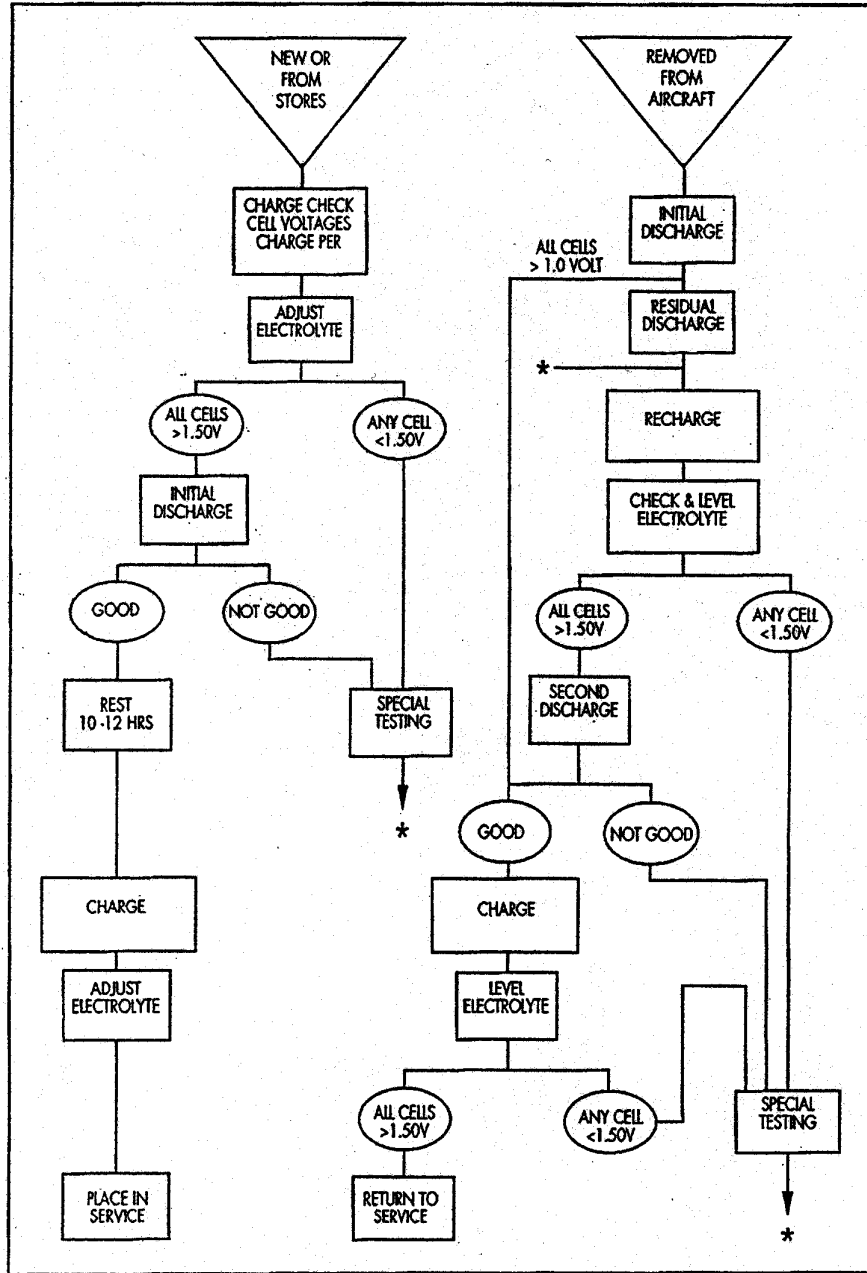 NEW OR
FROM
STORES
CHARGE CHECK
CELL VOLTAGES
CHARGE PER
ADJUST
ELECTROLYTE
ALL CELLS
>1.50V
ANY CELL
<1.50V
INITIAL
DISCHARGE
GOOD
NOT GOOD
REST
10-12 HRS
SPECIAL
TESTING
*
CHARGE
ADJUST
ELECTROLYTE
PLACE IN
SERVICE
REMOVED
FROM
AIRCRAFT
INITIAL
DISCHARGE
ALL CELLS
> 1.0 VOLT
RESIDUAL
DISCHARGE
*
RECHARGE
CHECK & LEVEL
ELECTROLYTE
ALL CELLS
>1.50V
ANY CELL
<1.50V
SECOND
DISCHARGE
GOOD
NOT GOOD
CHARGE
LEVEL
ELECTROLYTE
ALL CELLS
>1.50V
ANY CELL
<1.50V
SPECIAL
TESTING
RETURN TO
SERVICE
*